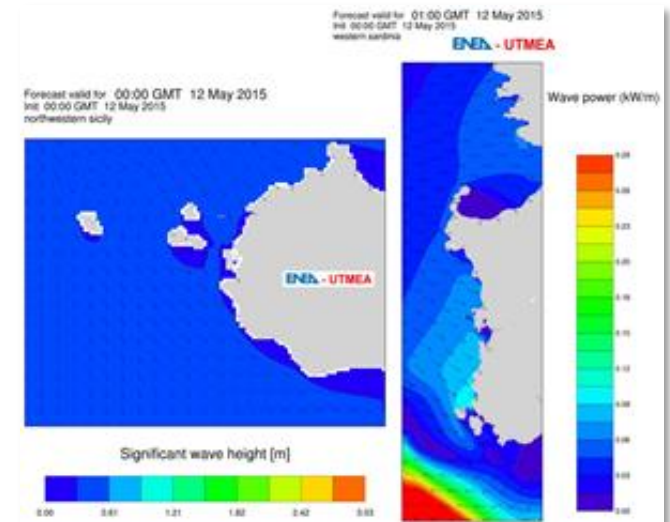 Forecast valid for 00:00 GMT 12 May 2015
Init 00:00 GMT 12 May 2015
northwestern sicily
ENEA - UTMEA
Significant wave height [m]
0.00 0.61 1.21 1.82 2.42 3.03
Forecast valid for 01:00 GMT 12 May 2015
Init 00:00 GMT 12 May 2015
western sardinia
ENEA - UTMEA
Wave power (kW/m)